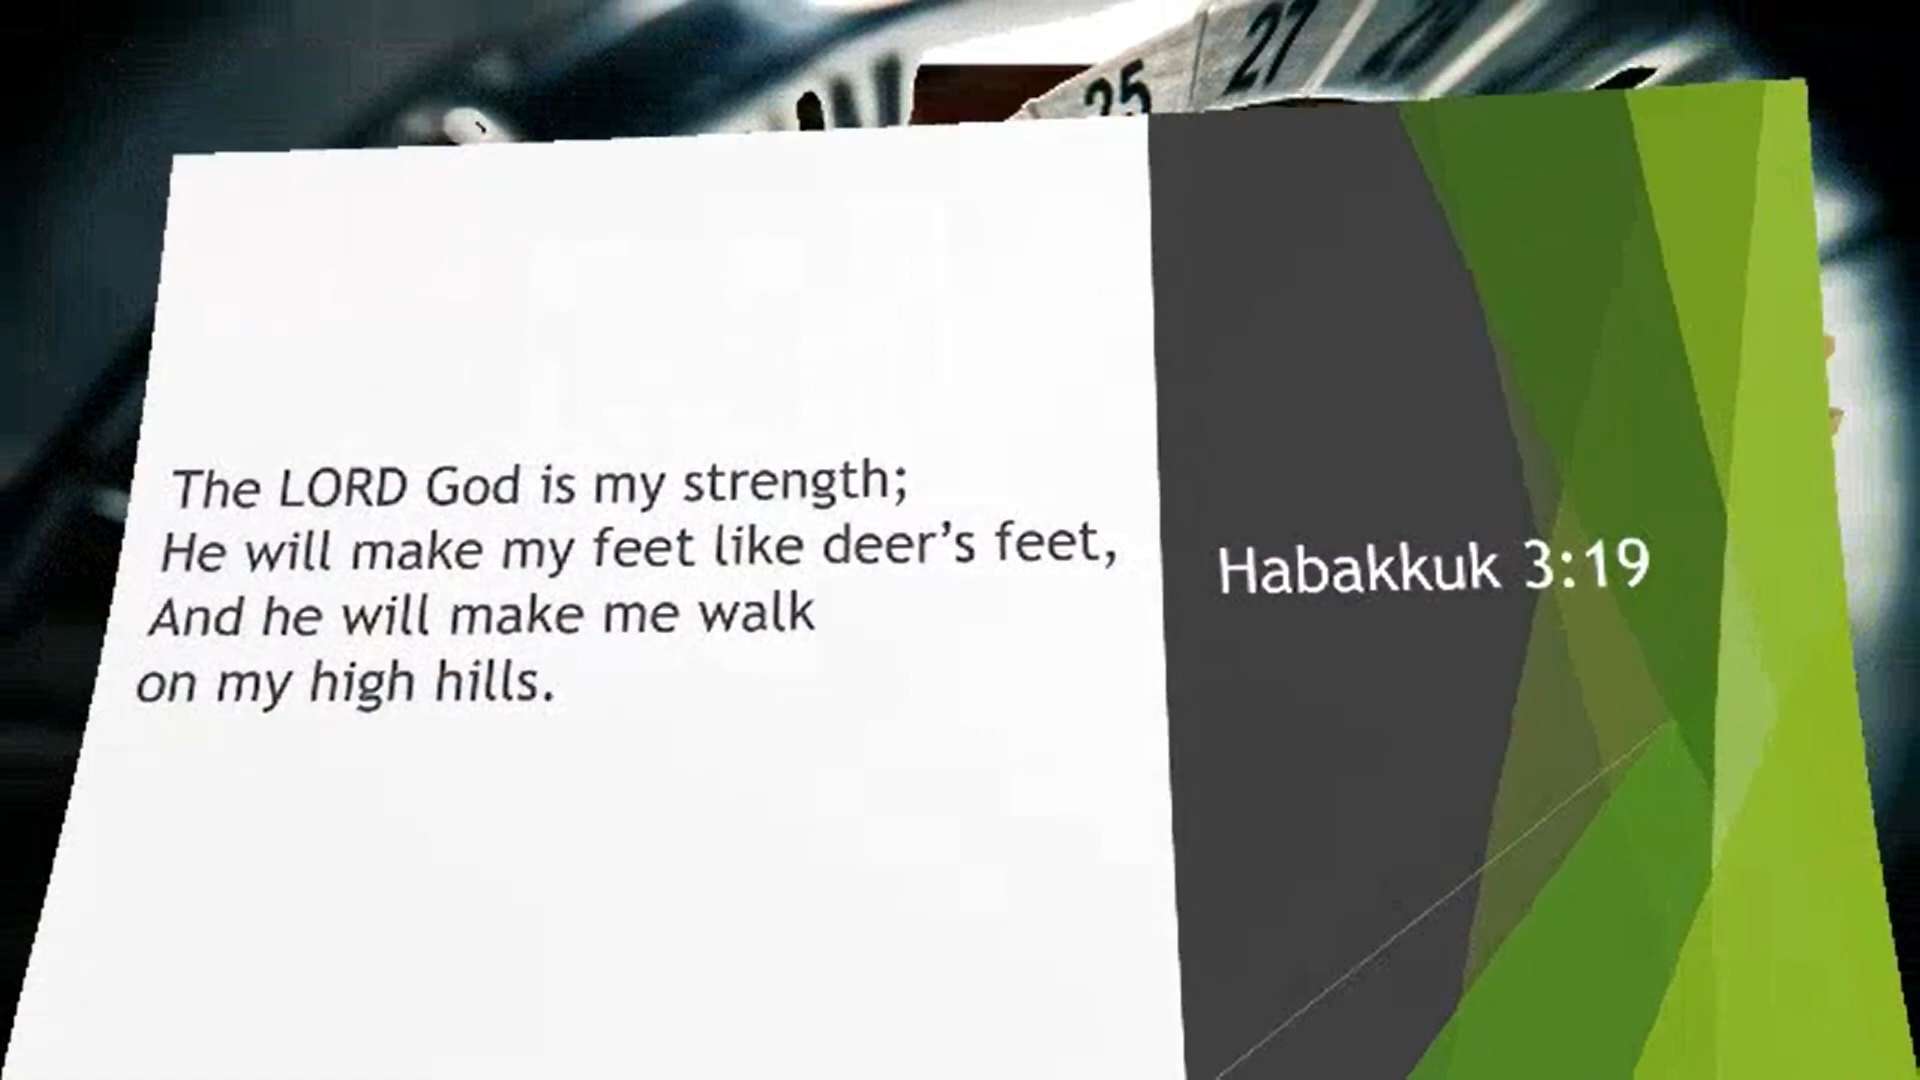 25 27
The LORD God is my strength;
He will make my feet like deer’s feet,
And he will make me walk
on my high hills.
Habakkuk 3:19